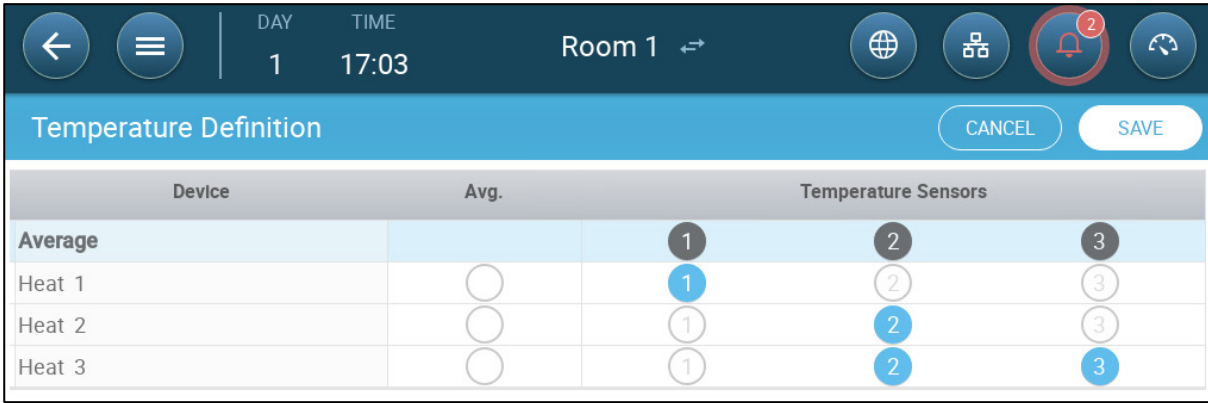 DAY TIME
1 17:03
Room 1
2
Temperature Definition CANCEL SAVE
Device Avg. Temperature Sensors
Average 1 2 3
Heat 1 1 2 3
Heat 2 1 2 3
Heat 3 1 2 3